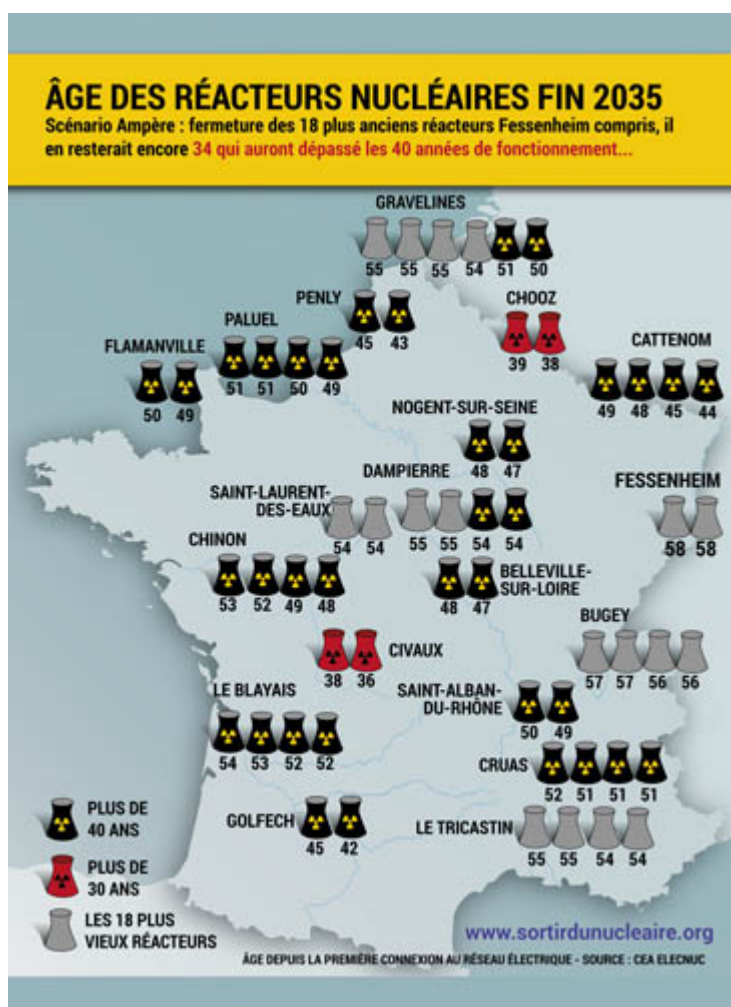 ÂGE DES RÉACTEURS NUCLÉAIRES FIN 2035
Scénario Ampère : fermeture des 18 plus anciens réacteurs Fessenheim compris, il
en resterait encore 34 qui auront dépassé les 40 années de fonctionnement...
GRAVELINES
55 55 55 54 51 50
PENLY
45 43
CHOOZ
39 38
PALUEL
51 51 50 49
FLAMANVILLE
50 49
CATTENOM
49 48 45 44
NOGENT-SUR-SEINE
48 47
DAMPIERRE
55 55 54 54
SAINT-LAURENT-
DES-EAUX
54 54
FESSENHEIM
58 58
CHINON
53 52 49 48
BELLEVILLE-
SUR-LOIRE
48 47
BUGEY
57 57 56 56
CIVAUX
38 36
SAINT-ALBAN-
DU-RHÔNE
50 49
LE BLAYAIS
54 53 52 52
CRUAS
52 51 51 51
GOLFECH
45 42
LE TRICASTIN
55 55 54 54
PLUS DE
40 ANS
PLUS DE
30 ANS
LES 18 PLUS
VIEUX RÉACTEURS
www.sortirdunucleaire.org
ÂGE DEPUIS LA PREMIÈRE CONNEXION AU RÉSEAU ÉLECTRIQUE - SOURCE : CEA ELECNUC